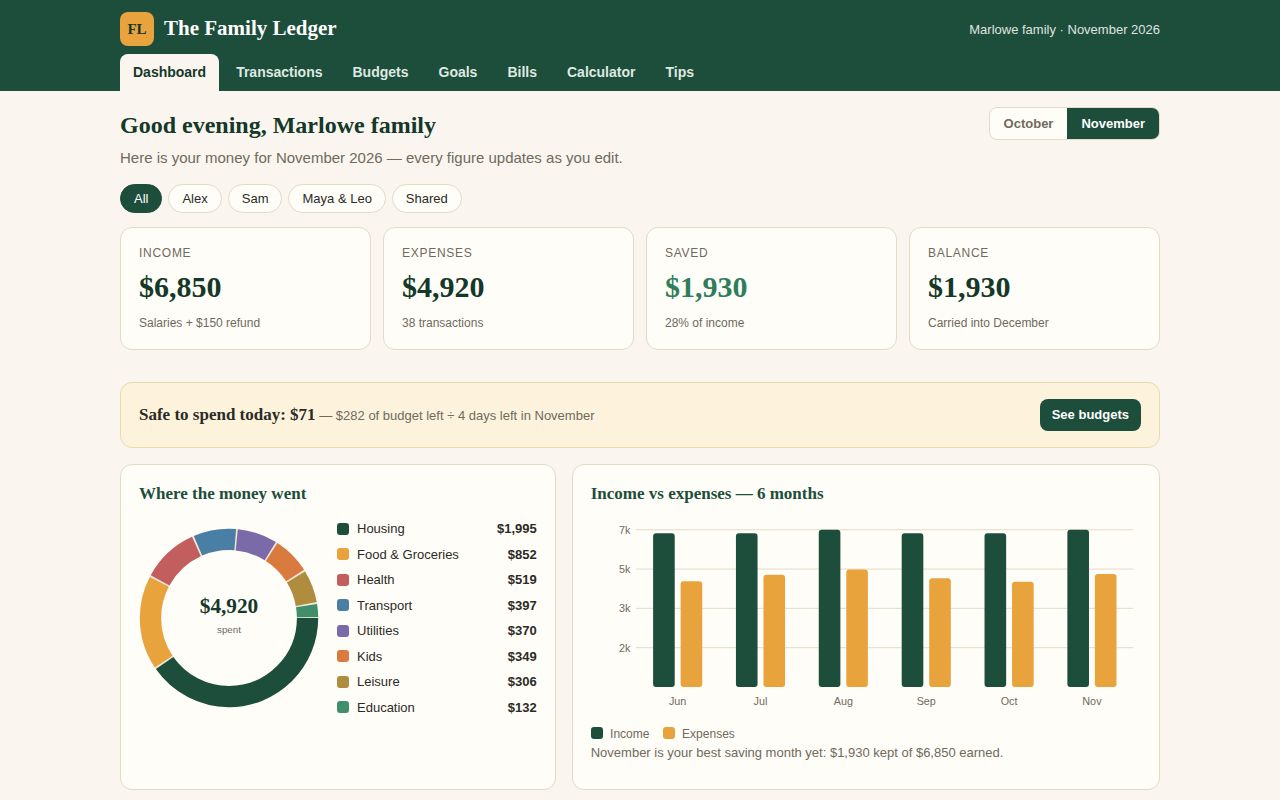 FL The Family Ledger
Marlowe family · November 2026
Dashboard Transactions Budgets Goals Bills Calculator Tips
Good evening, Marlowe family
October November
Here is your money for November 2026 — every figure updates as you edit.
All Alex Sam Maya & Leo Shared
INCOME
$6,850
Salaries + $150 refund
EXPENSES
$4,920
38 transactions
SAVED
$1,930
28% of income
BALANCE
$1,930
Carried into December
Safe to spend today: $71 — $282 of budget left ÷ 4 days left in November
See budgets
Where the money went
$4,920
spent
Housing $1,995
Food & Groceries $852
Health $519
Transport $397
Utilities $370
Kids $349
Leisure $306
Education $132
Income vs expenses — 6 months
7k
5k
3k
2k
Jun Jul Aug Sep Oct Nov
Income Expenses
November is your best saving month yet: $1,930 kept of $6,850 earned.